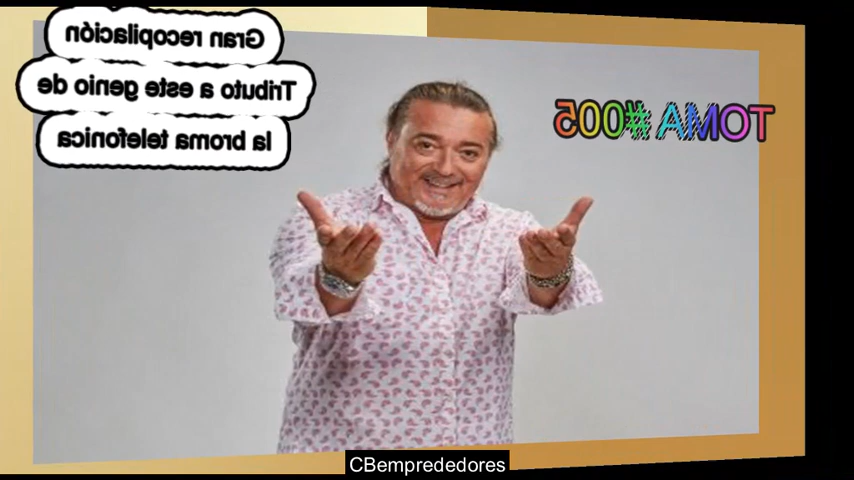 Gran recopilación
Tributo a este genio de
la broma telefonica
TOMA #005
CBemprededores